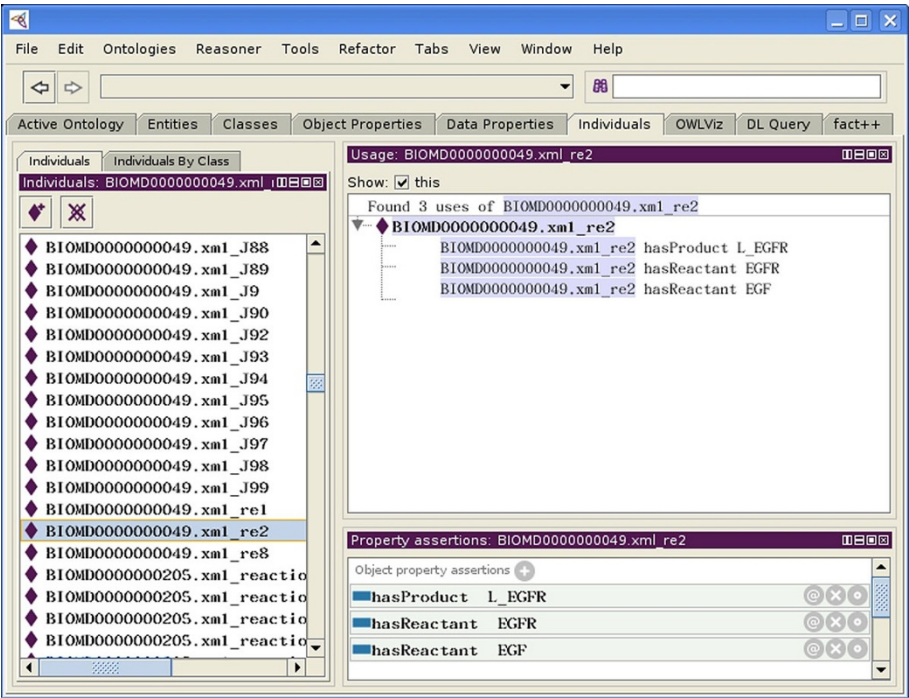 File Edit Ontologies Reasoner Tools Refactor Tabs View Window Help
Active Ontology Entities Classes Object Properties Data Properties Individuals OWLViz DL Query fact++
Individuals Individuals By Class
Individuals: BIOMD0000000049.xml_
BIOMD0000000049.xml_J88
BIOMD0000000049.xml_J89
BIOMD0000000049.xml_J9
BIOMD0000000049.xml_J90
BIOMD0000000049.xml_J92
BIOMD0000000049.xml_J93
BIOMD0000000049.xml_J94
BIOMD0000000049.xml_J95
BIOMD0000000049.xml_J96
BIOMD0000000049.xml_J97
BIOMD0000000049.xml_J98
BIOMD0000000049.xml_J99
BIOMD0000000049.xml_re1
BIOMD0000000049.xml_re2
BIOMD0000000049.xml_re8
BIOMD0000000205.xml_reactio
BIOMD0000000205.xml_reactio
BIOMD0000000205.xml_reactio
BIOMD0000000205.xml_reactio
Usage: BIOMD0000000049.xml_re2
Show: this
Found 3 uses of BIOMD0000000049.xml_re2
BIOMD0000000049.xml_re2
BIOMD0000000049.xml_re2 hasProduct L_EGFR
BIOMD0000000049.xml_re2 hasReactant EGFR
BIOMD0000000049.xml_re2 hasReactant EGF
Property assertions: BIOMD0000000049.xml_re2
Object property assertions
hasProduct L_EGFR
hasReactant EGFR
hasReactant EGF